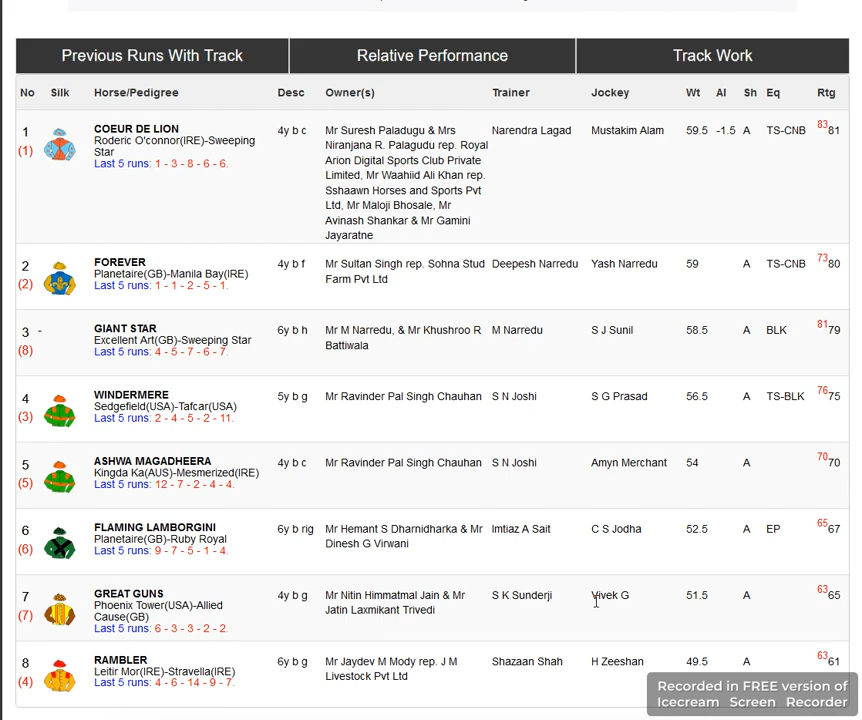 Previous Runs With Track Relative Performance Track Work
No Silk Horse/Pedigree Desc Owner(s) Trainer Jockey Wt Al Sh Eq Rtg
1 COEUR DE LION 4y b c Mr Suresh Paladugu & Mrs Narendra Lagad Mustakim Alam 59.5 -1.5 A TS-CNB 83 81
(1) Roderic O'connor(IRE)-Sweeping Niranjana R. Palagudu rep. Royal
Star Arion Digital Sports Club Private
Last 5 runs: 1 - 3 - 8 - 6 - 6. Limited, Mr Waahiid Ali Khan rep.
Sshaawn Horses and Sports Pvt
Ltd, Mr Maloji Bhosale, Mr
Avinash Shankar & Mr Gamini
Jayaratne
2 FOREVER 4y b f Mr Sultan Singh rep. Sohna Stud Deepesh Narredu Yash Narredu 59 A TS-CNB 73 80
(2) Planetaire(GB)-Manila Bay(IRE) Farm Pvt Ltd
Last 5 runs: 1 - 1 - 2 - 5 - 1.
3 - GIANT STAR 6y b h Mr M Narredu, & Mr Khushroo R M Narredu S J Sunil 58.5 A BLK 81 79
(8) Excellent Art(GB)-Sweeping Star Battiwala
Last 5 runs: 4 - 5 - 7 - 6 - 7.
4 WINDERMERE 5y b g Mr Ravinder Pal Singh Chauhan S N Joshi S G Prasad 56.5 A TS-BLK 76 75
(3) Sedgefield(USA)-Tafcar(USA)
Last 5 runs: 2 - 4 - 5 - 2 - 11.
5 ASHWA MAGADHEERA 4y b c Mr Ravinder Pal Singh Chauhan S N Joshi Amyn Merchant 54 A 70 70
(5) Kingda Ka(AUS)-Mesmerized(IRE)
Last 5 runs: 12 - 7 - 2 - 4 - 4.
6 FLAMING LAMBORGINI 6y b rig Mr Hemant S Dharnidharka & Mr Imtiaz A Sait C S Jodha 52.5 A EP 65 67
(6) Planetaire(GB)-Ruby Royal Dinesh G Virwani
Last 5 runs: 9 - 7 - 5 - 1 - 4.
7 GREAT GUNS 4y b g Mr Nitin Himmatmal Jain & Mr S K Sunderji Vivek G 51.5 A 63 65
(7) Phoenix Tower(USA)-Allied Jatin Laxmikant Trivedi
Cause(GB)
Last 5 runs: 6 - 3 - 3 - 2 - 2.
8 RAMBLER 6y b g Mr Jaydev M Mody rep. J M Shazaan Shah H Zeeshan 49.5 A 63 61
(4) Leitir Mor(IRE)-Stravella(IRE) Livestock Pvt Ltd
Last 5 runs: 4 - 6 - 14 - 9 - 7.
Recorded in FREE version of
Icecream Screen Recorder